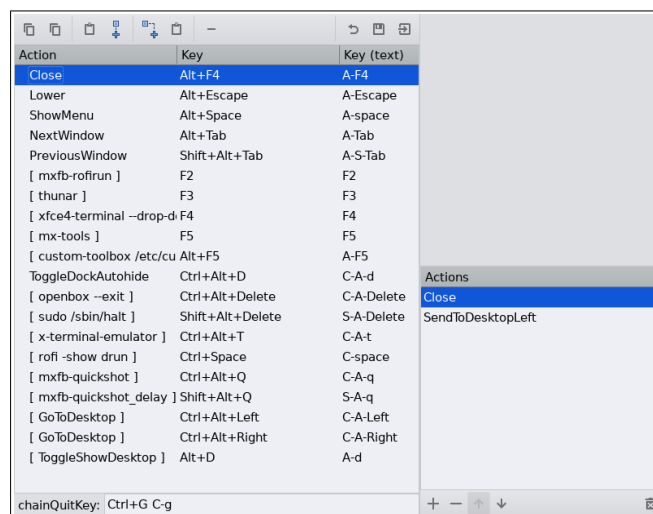 Action Key Key (text)
Close Alt+F4 A-F4
Lower Alt+Escape A-Escape
ShowMenu Alt+Space A-space
NextWindow Alt+Tab A-Tab
PreviousWindow Shift+Alt+Tab A-S-Tab
[ mxfb-rofirun ] F2 F2
[ thunar ] F3 F3
[ xfce4-terminal --drop-d F4 F4
[ mx-tools ] F5 F5
[ custom-toolbox /etc/cu Alt+F5 A-F5
ToggleDockAutohide Ctrl+Alt+D C-A-d
[ openbox --exit ] Ctrl+Alt+Delete C-A-Delete
[ sudo /sbin/halt ] Shift+Alt+Delete S-A-Delete
[ x-terminal-emulator ] Ctrl+Alt+T C-A-t
[ rofi -show drun ] Ctrl+Space C-space
[ mxfb-quickshot ] Ctrl+Alt+Q C-A-q
[ mxfb-quickshot_delay ] Shift+Alt+Q S-A-q
[ GoToDesktop ] Ctrl+Alt+Left C-A-Left
[ GoToDesktop ] Ctrl+Alt+Right C-A-Right
[ ToggleShowDesktop ] Alt+D A-d
chainQuitKey: Ctrl+G C-g
Actions
Close
SendToDesktopLeft